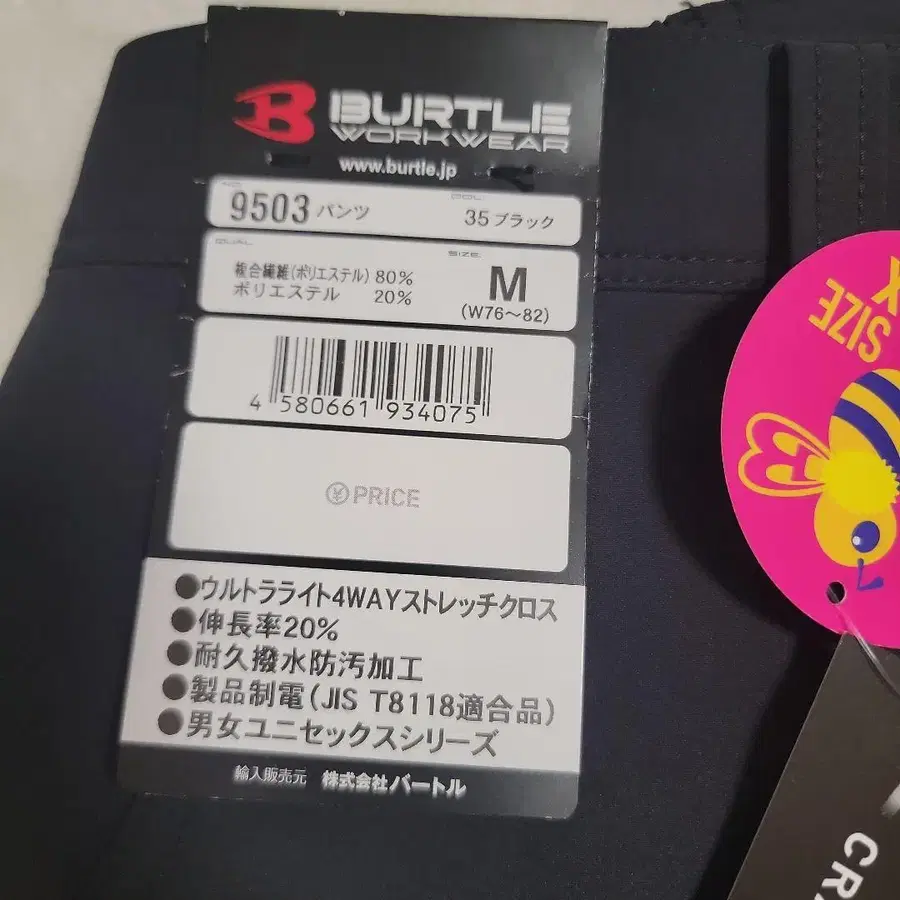 BURTLE
WORKWEAR
www.burtle.jp
9503 パンツ
35 ブラック
QUAL.
SIZE
複合繊維(ポリエステル) 80%
ポリエステル 20%
M
(W76～82)
4 580661 934075
¥PRICE
●ウルトラライト4WAYストレッチクロス
●伸長率20%
●耐久撥水防汚加工
●製品制電(JIS T8118適合品)
●男女ユニセックスシリーズ
輸入販売元 株式会社バートル
SIZE
X